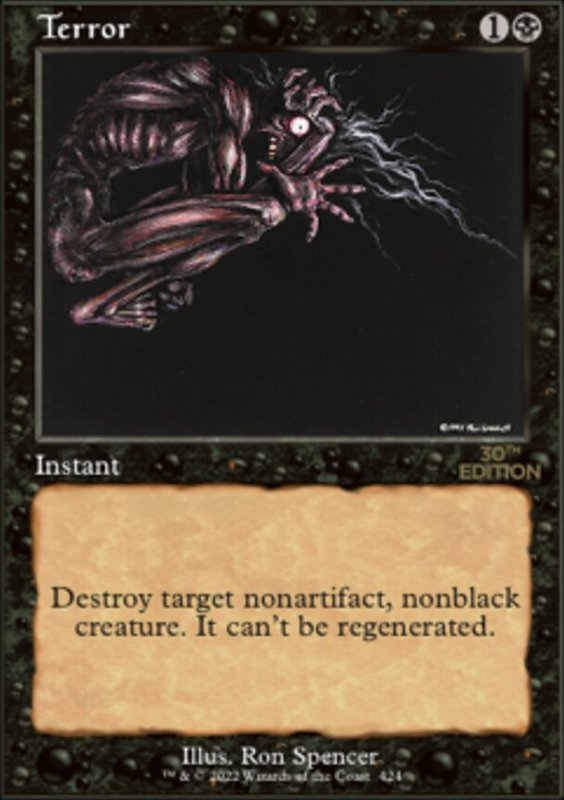 Terror 1
Instant
30TH
EDITION
Destroy target nonartifact, nonblack
creature. It can't be regenerated.
Illus. Ron Spencer
™ & © 2022 Wizards of the Coast 424